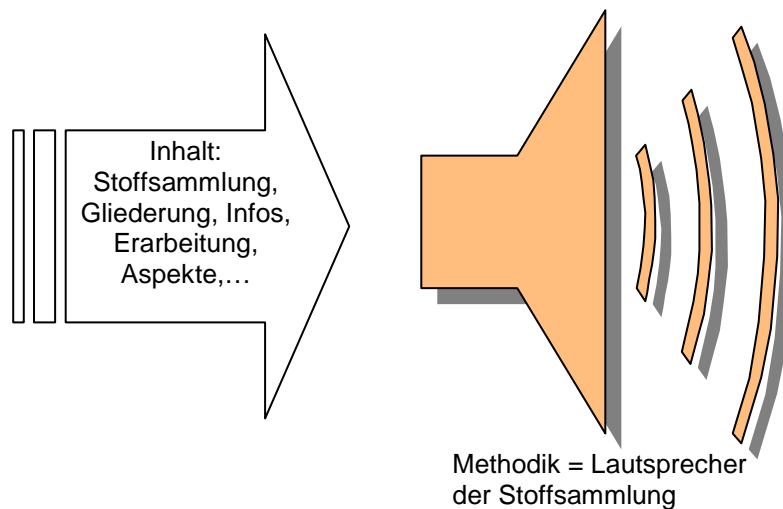 Inhalt:
Stoffsammlung,
Gliederung, Infos,
Erarbeitung,
Aspekte,…
Methodik = Lautsprecher
der Stoffsammlung